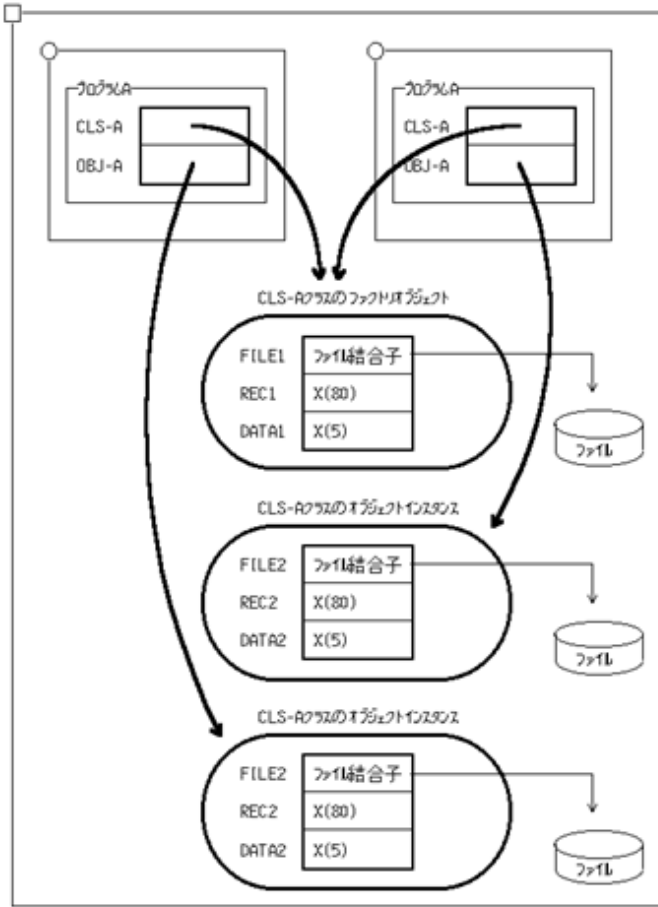 プログラムA
CLS-A
OBJ-A
プログラムA
CLS-A
OBJ-A
CLS-Aクラスのファクトリオブジェクト
FILE1 ファイル結合子
REC1 X(80)
DATA1 X(5)
ファイル
CLS-Aクラスのオブジェクトインスタンス
FILE2 ファイル結合子
REC2 X(80)
DATA2 X(5)
ファイル
CLS-Aクラスのオブジェクトインスタンス
FILE2 ファイル結合子
REC2 X(80)
DATA2 X(5)
ファイル